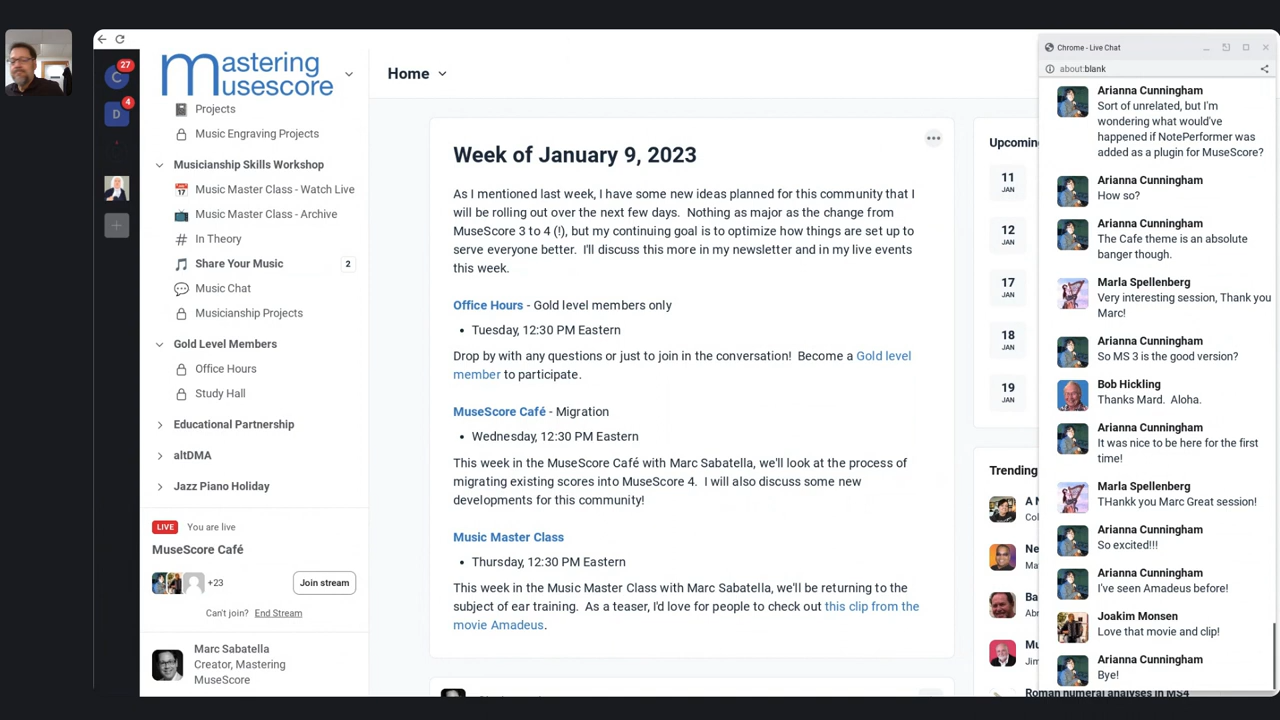 mastering
musescore
Projects
Music Engraving Projects
Musicianship Skills Workshop
Music Master Class - Watch Live
Music Master Class - Archive
In Theory
Share Your Music
2
Music Chat
Musicianship Projects
Gold Level Members
Office Hours
Study Hall
Educational Partnership
altDMA
Jazz Piano Holiday
LIVE
You are live
MuseScore Café
+23
Join stream
Can't join? End Stream
Marc Sabatella
Creator, Mastering
MuseScore
C
27
D
4
Home
Week of January 9, 2023
As I mentioned last week, I have some new ideas planned for this community that I
will be rolling out over the next few days. Nothing as major as the change from
MuseScore 3 to 4 (!), but my continuing goal is to optimize how things are set up to
serve everyone better. I'll discuss this more in my newsletter and in my live events
this week.
Office Hours - Gold level members only
• Tuesday, 12:30 PM Eastern
Drop by with any questions or just to join in the conversation! Become a Gold level
member to participate.
MuseScore Café - Migration
• Wednesday, 12:30 PM Eastern
This week in the MuseScore Café with Marc Sabatella, we'll look at the process of
migrating existing scores into MuseScore 4. I will also discuss some new
developments for this community!
Music Master Class
• Thursday, 12:30 PM Eastern
This week in the Music Master Class with Marc Sabatella, we'll be returning to the
subject of ear training. As a teaser, I'd love for people to check out this clip from the
movie Amadeus.
Upcoming
11
JAN
12
JAN
17
JAN
18
JAN
19
JAN
Trending
A N
Col
Ne
Ma
Ba
Abr
Mu
Jim
Roman numeral analyses in MS4
Chrome - Live Chat
about:blank
Arianna Cunningham
Sort of unrelated, but I'm
wondering what would've
happened if NotePerformer was
added as a plugin for MuseScore?
Arianna Cunningham
How so?
Arianna Cunningham
The Cafe theme is an absolute
banger though.
Marla Spellenberg
Very interesting session, Thank you
Marc!
Arianna Cunningham
So MS 3 is the good version?
Bob Hickling
Thanks Mard. Aloha.
Arianna Cunningham
It was nice to be here for the first
time!
Marla Spellenberg
THankk you Marc Great session!
Arianna Cunningham
So excited!!!
Arianna Cunningham
I've seen Amadeus before!
Joakim Monsen
Love that movie and clip!
Arianna Cunningham
Bye!